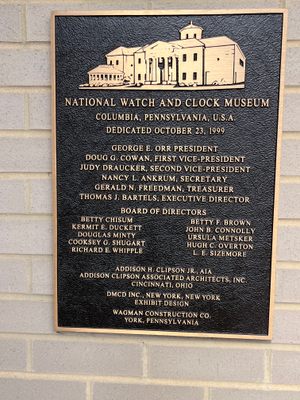 NATIONAL WATCH AND CLOCK MUSEUM
COLUMBIA, PENNSYLVANIA, U.S.A.
DEDICATED OCTOBER 23, 1999
GEORGE E. ORR PRESIDENT
DOUG G. COWAN, FIRST VICE-PRESIDENT
JUDY DRAUCKER, SECOND VICE-PRESIDENT
NANCY L. ANKRUM, SECRETARY
GERALD N. FREEDMAN, TREASURER
THOMAS J. BARTELS, EXECUTIVE DIRECTOR
BOARD OF DIRECTORS
BETTY CHISUM
KERMIT E. DUCKETT
DOUGLAS MINTY
COOKSEY G. SHUGART
RICHARD E. WHIPPLE
BETTY F. BROWN
JOHN B. CONNOLLY
URSULA METSKER
HUGH C. OVERTON
L. E. SIZEMORE
ADDISON H. CLIPSON JR., AIA
ADDISON CLIPSON ASSOCIATED ARCHITECTS, INC.
CINCINNATI, OHIO
DMCD INC., NEW YORK, NEW YORK
EXHIBIT DESIGN
WAGMAN CONSTRUCTION CO.
YORK, PENNSYLVANIA